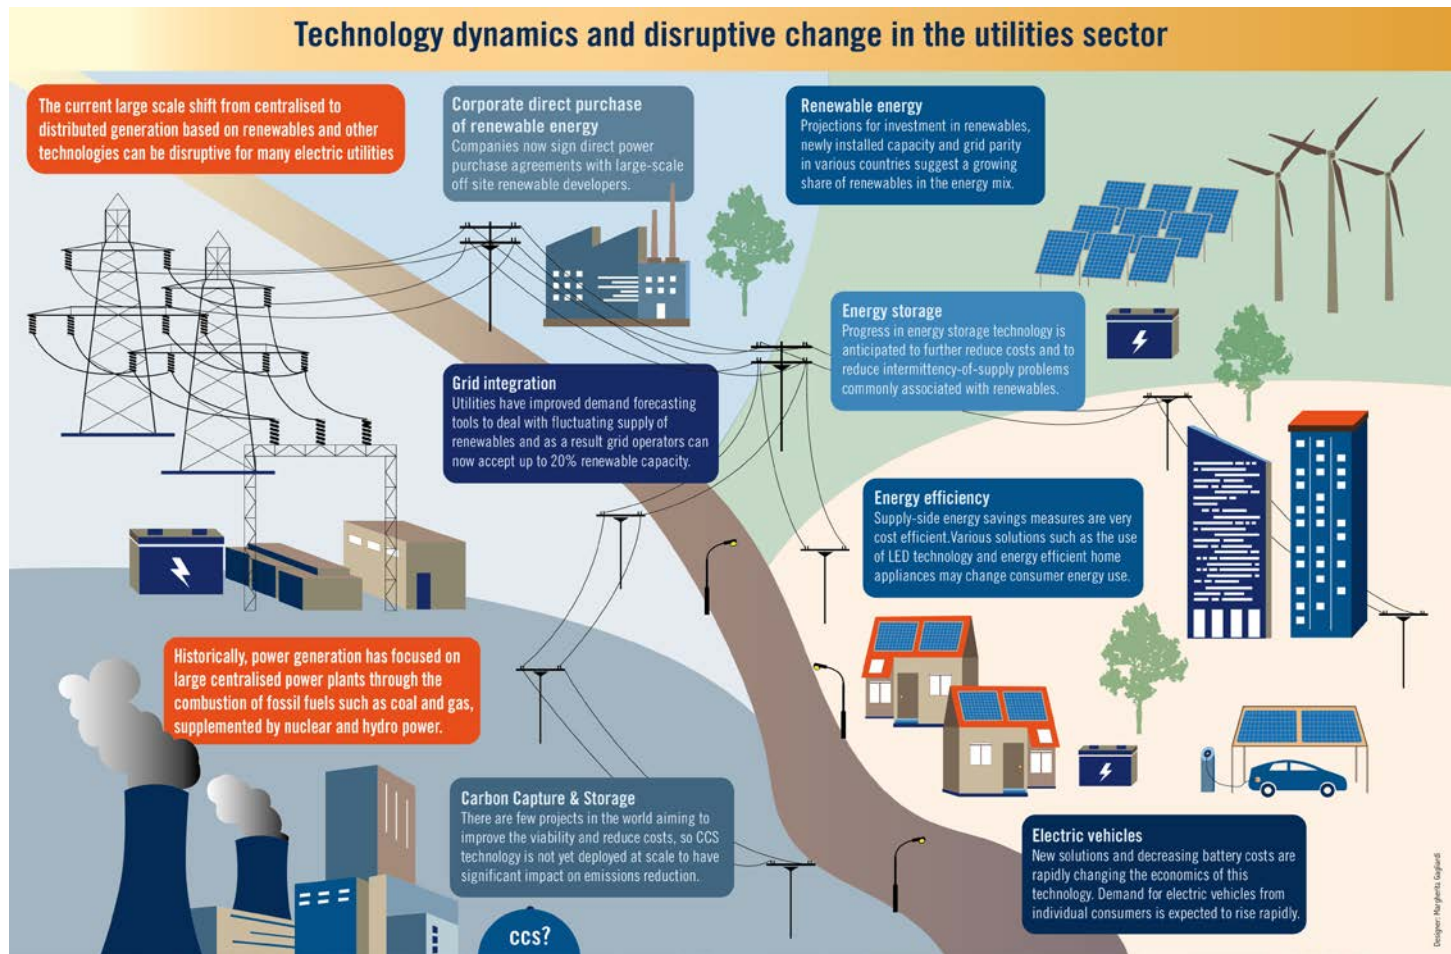 Technology dynamics and disruptive change in the utilities sector
The current large scale shift from centralised to
distributed generation based on renewables and other
technologies can be disruptive for many electric utilities
Corporate direct purchase
of renewable energy
Companies now sign direct power
purchase agreements with large-scale
off site renewable developers.
Renewable energy
Projections for investment in renewables,
newly installed capacity and grid parity
in various countries suggest a growing
share of renewables in the energy mix.
Energy storage
Progress in energy storage technology is
anticipated to further reduce costs and to
reduce intermittency-of-supply problems
commonly associated with renewables.
Grid integration
Utilities have improved demand forecasting
tools to deal with fluctuating supply of
renewables and as a result grid operators can
now accept up to 20% renewable capacity.
Energy efficiency
Supply-side energy savings measures are very
cost efficient.Various solutions such as the use
of LED technology and energy efficient home
appliances may change consumer energy use.
Historically, power generation has focused on
large centralised power plants through the
combustion of fossil fuels such as coal and gas,
supplemented by nuclear and hydro power.
Carbon Capture & Storage
There are few projects in the world aiming to
improve the viability and reduce costs, so CCS
technology is not yet deployed at scale to have
significant impact on emissions reduction.
CCS?
Electric vehicles
New solutions and decreasing battery costs are
rapidly changing the economics of this
technology. Demand for electric vehicles from
individual consumers is expected to rise rapidly.
Designer: Margherita Gagliardi